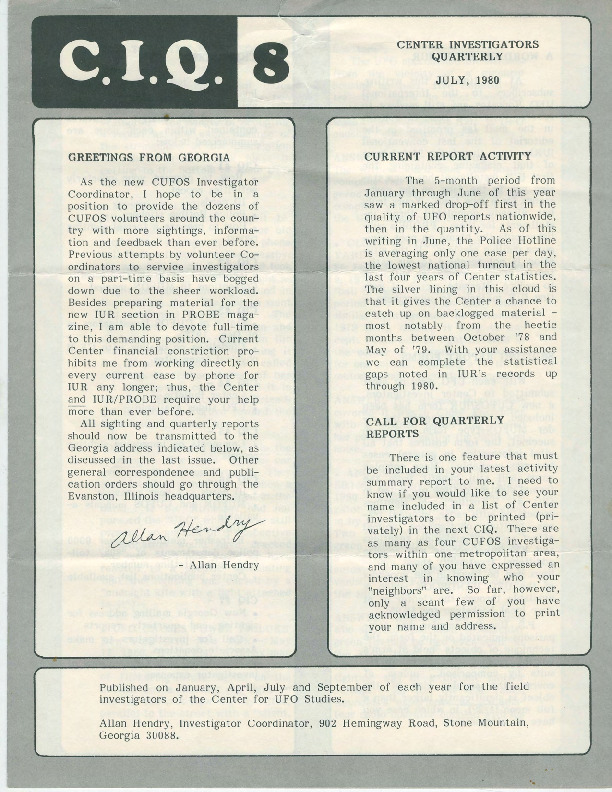 C.I.Q. 8
CENTER INVESTIGATORS
QUARTERLY
JULY, 1980
GREETINGS FROM GEORGIA
As the new CUFOS Investigator
Coordinator, I hope to be in a
position to provide the dozens of
CUFOS volunteers around the coun-
try with more sightings, informa-
tion and feedback than ever before.
Previous attempts by volunteer Co-
ordinators to service investigators
on a part-time basis have bogged
down due to the sheer workload.
Besides preparing material for the
new IUR section in PROBE maga-
zine, I am able to devote full-time
to this demanding position. Current
Center financial constriction pro-
hibits me from working directly on
every current case by phone for
IUR any longer; thus, the Center
and IUR/PROBE require your help
more than ever before.
All sighting and quarterly reports
should now be transmitted to the
Georgia address indicated below, as
discussed in the last issue. Other
general correspondence and publi-
cation orders should go through the
Evanston, Illinois headquarters.
Allan Hendry
- Allan Hendry
CURRENT REPORT ACTIVITY
The 5-month period from
January through June of this year
saw a marked drop-off first in the
quality of UFO reports nationwide,
then in the quantity. As of this
writing in June, the Police Hotline
is averaging only one case per day,
the lowest national turnout in the
last four years of Center statistics.
The silver lining in this cloud is
that it gives the Center a chance to
catch up on backlogged material -
most notably from the hectic
months between October '78 and
May of '79. With your assistance
we can complete the statistical
gaps noted in IUR's records up
through 1980.
CALL FOR QUARTERLY
REPORTS
There is one feature that must
be included in your latest activity
summary report to me. I need to
know if you would like to see your
name included in a list of Center
investigators to be printed (pri-
vately) in the next CIQ. There are
as many as four CUFOS investiga-
tors within one metropolitan area,
and many of you have expressed an
interest in knowing who your
"neighbors" are. So far, however,
only a scant few of you have
acknowledged permission to print
your name and address.
Published on January, April, July and September of each year for the field
investigators of the Center for UFO Studies.
Allan Hendry, Investigator Coordinator, 902 Hemingway Road, Stone Mountain,
Georgia 30088.